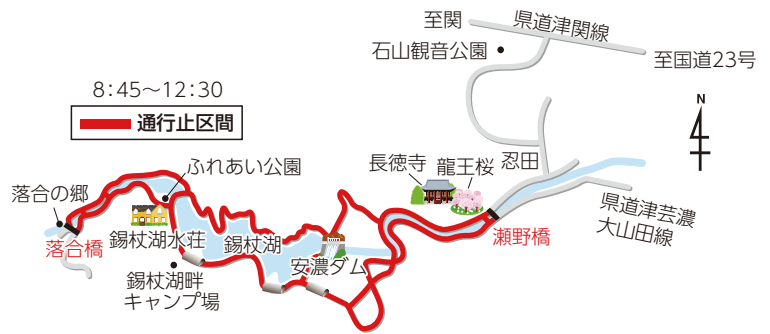 至関
県道津関線
石山観音公園
至国道23号
8:45～12:30
通行止区間
N
ふれあい公園
長徳寺
龍王桜
忍田
落合の郷
県道津芸濃
大山田線
落合橋
錫杖湖水荘
錫杖湖
安濃ダム
瀬野橋
錫杖湖畔
キャンプ場